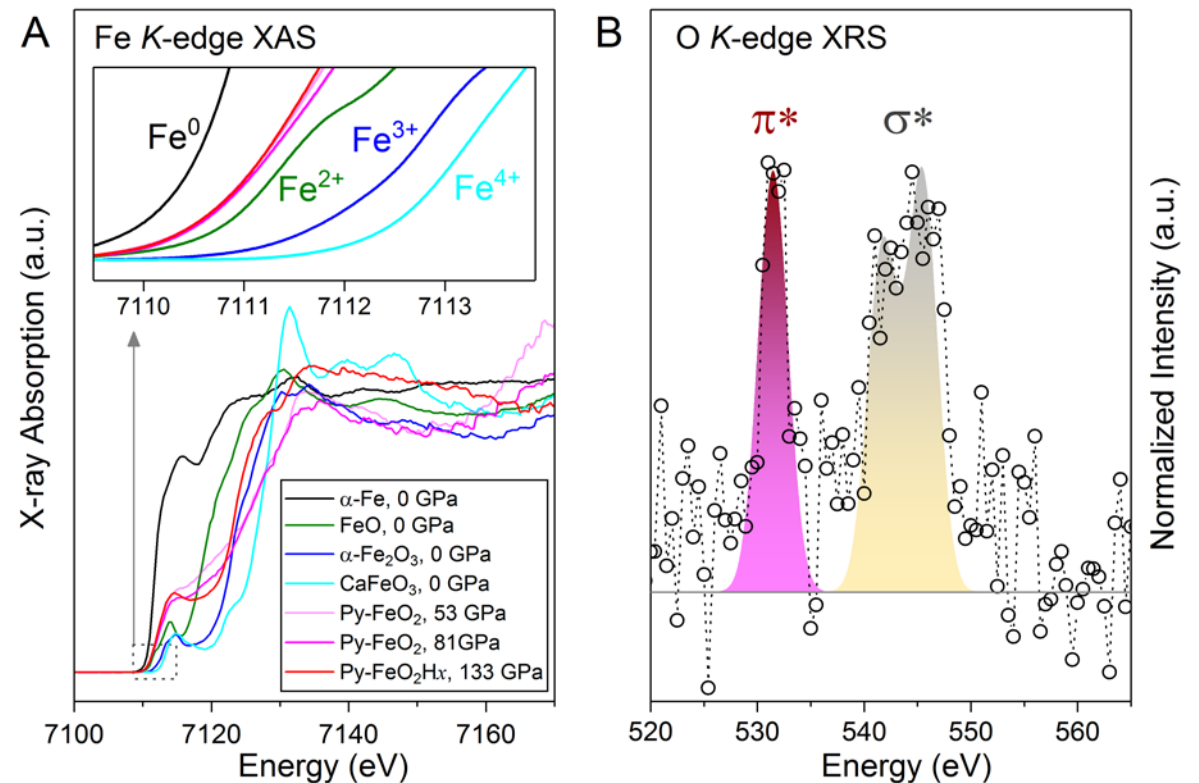 A
Fe K-edge XAS
Fe⁰
Fe²⁺
Fe³⁺
Fe⁴⁺
7110 7111 7112 7113
X-ray Absorption (a.u.)
α-Fe, 0 GPa
FeO, 0 GPa
α-Fe₂O₃, 0 GPa
CaFeO₃, 0 GPa
Py-FeO₂, 53 GPa
Py-FeO₂, 81GPa
Py-FeO₂Hx, 133 GPa
7100 7120 7140 7160
Energy (eV)
B
O K-edge XRS
π*
σ*
Normalized Intensity (a.u.)
520 530 540 550 560
Energy (eV)